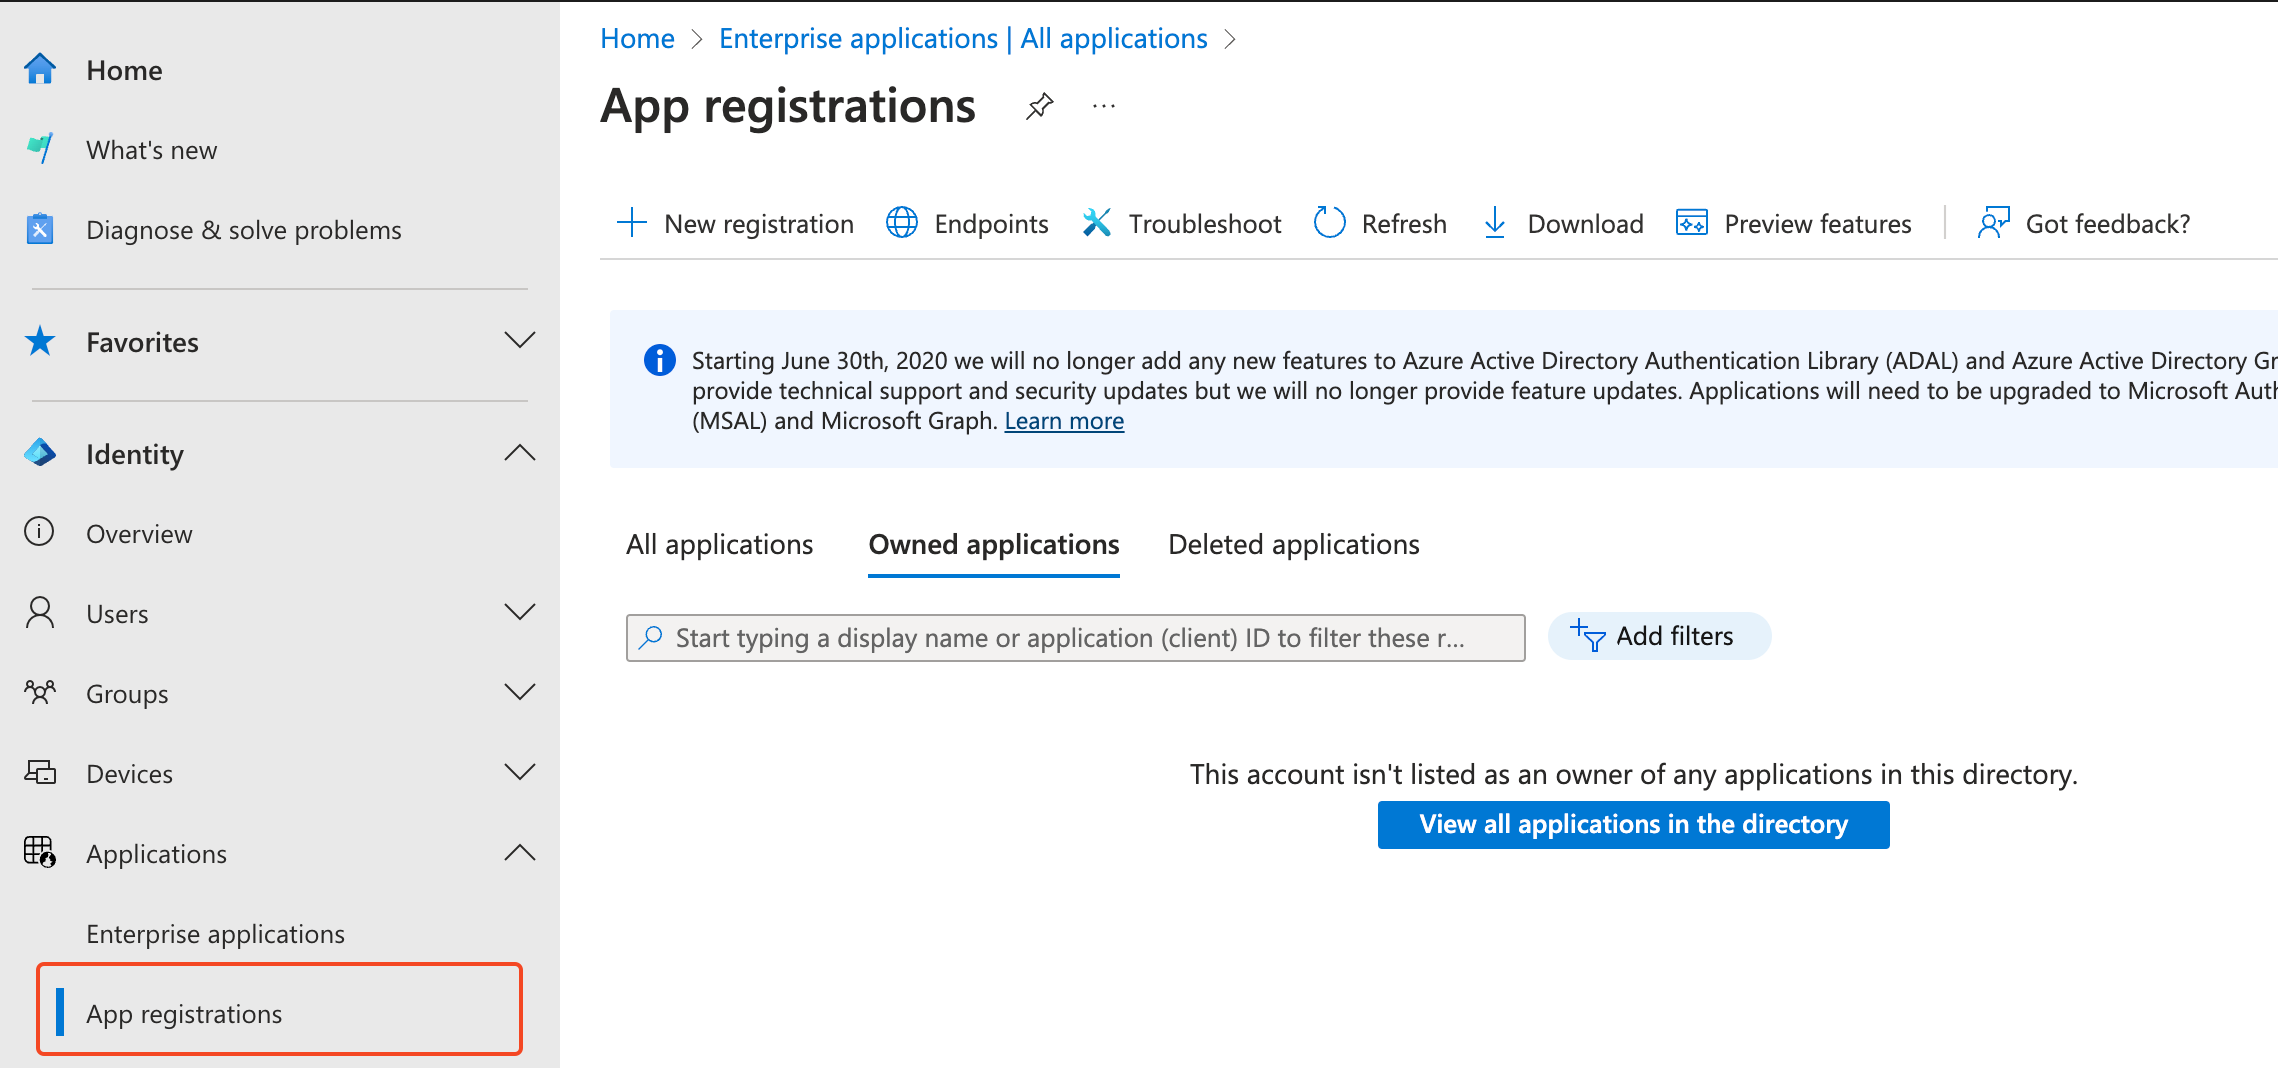 Home
What's new
Diagnose & solve problems
Favorites
Identity
Overview
Users
Groups
Devices
Applications
Enterprise applications
App registrations
Home > Enterprise applications | All applications >
App registrations
New registration Endpoints Troubleshoot Refresh Download Preview features Got feedback?
Starting June 30th, 2020 we will no longer add any new features to Azure Active Directory Authentication Library (ADAL) and Azure Active Directory Gr
provide technical support and security updates but we will no longer provide feature updates. Applications will need to be upgraded to Microsoft Auth
(MSAL) and Microsoft Graph. Learn more
All applications Owned applications Deleted applications
Start typing a display name or application (client) ID to filter these r...
Add filters
This account isn't listed as an owner of any applications in this directory.
View all applications in the directory